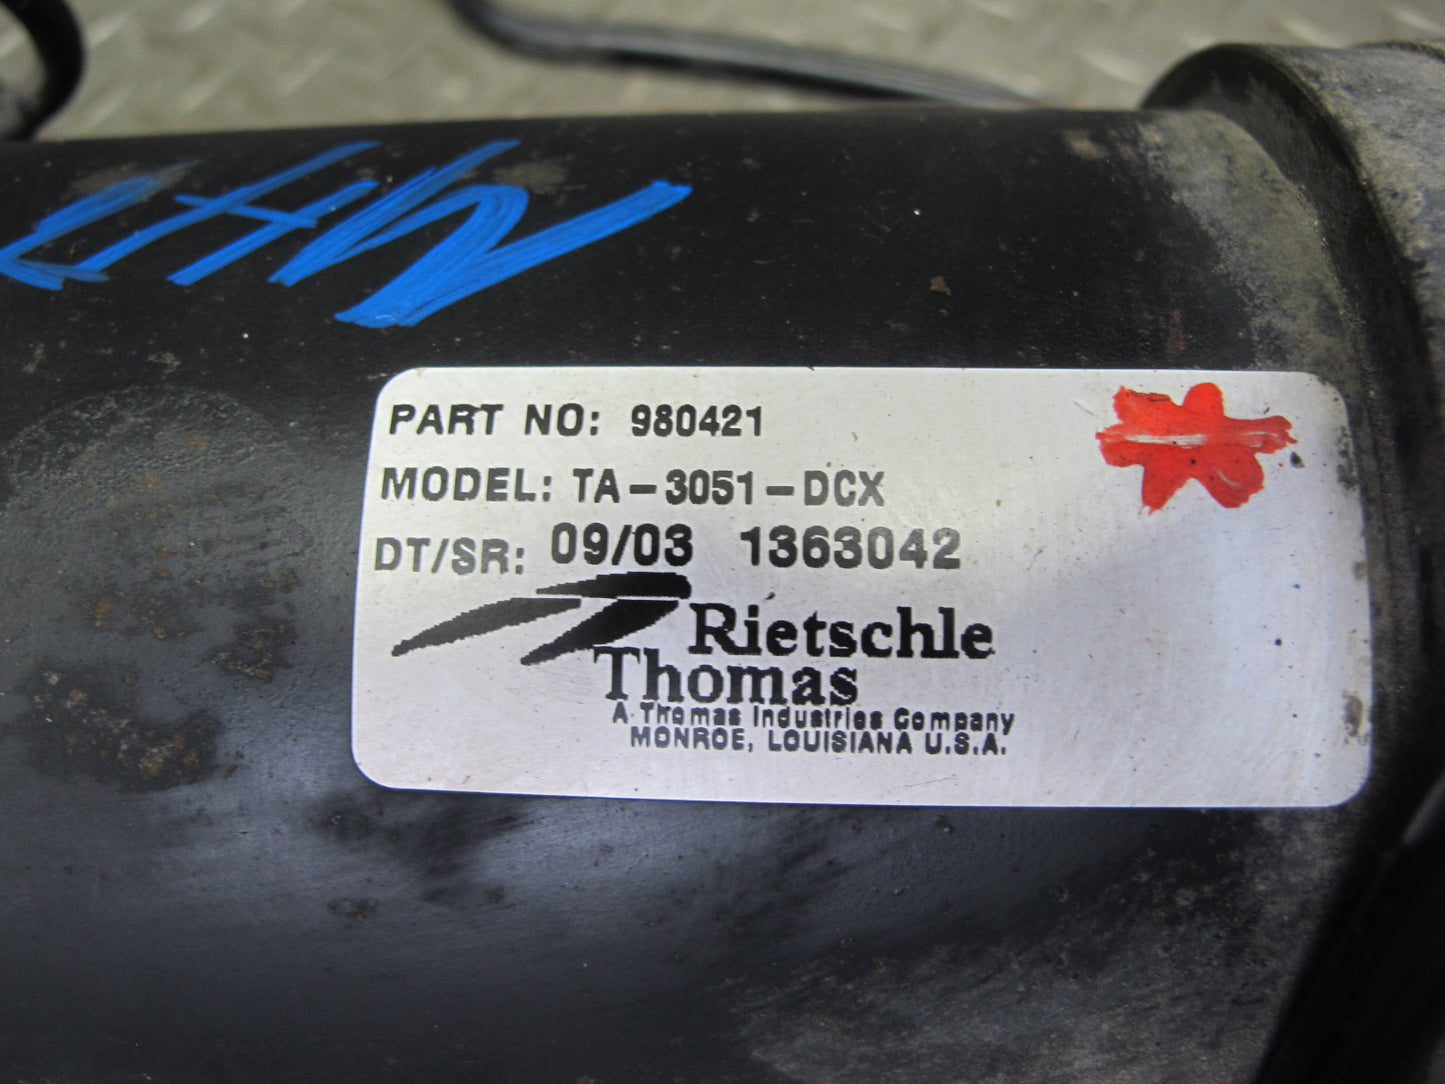 PART NO: 980421
MODEL: TA-3051-DCX
DT/SR: 09/03 1363042
Rietschle
Thomas
A Thomas Industries Company
MONROE, LOUISIANA U.S.A.